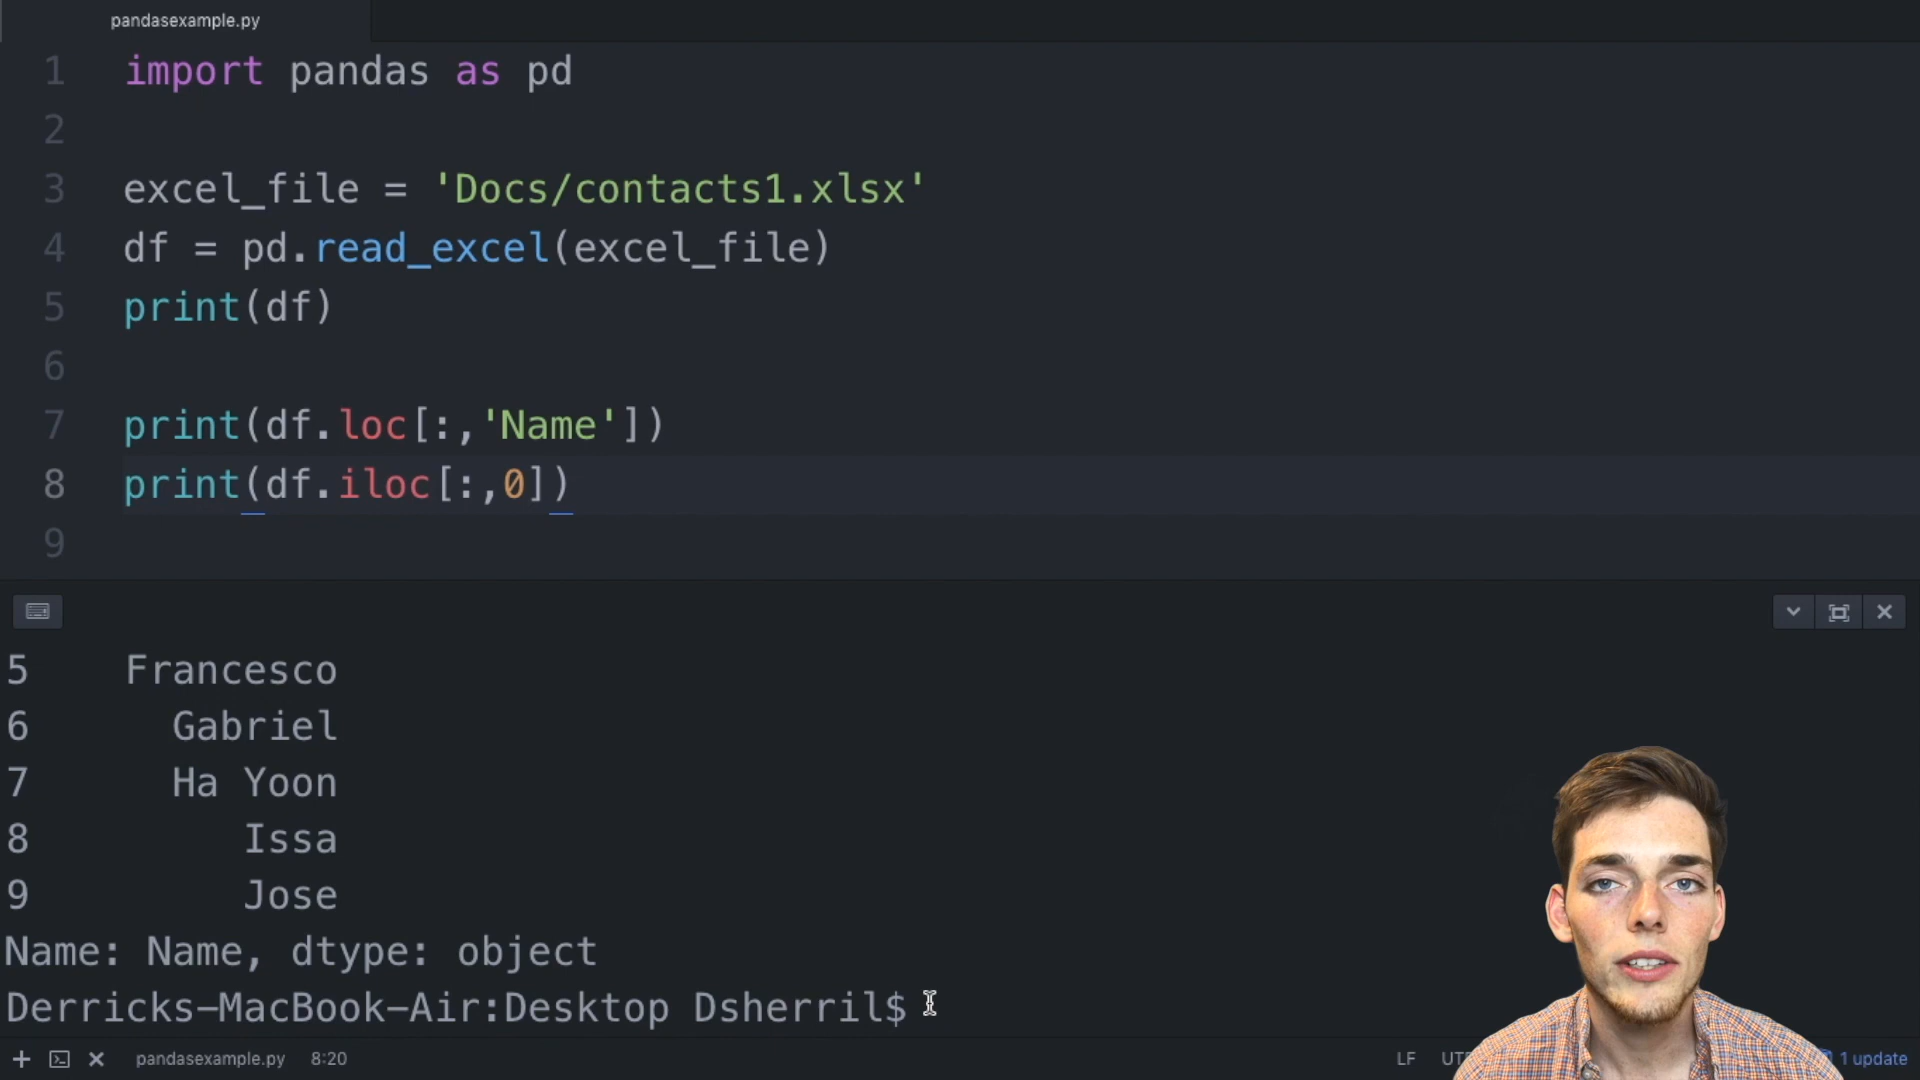 pandasexample.py
1 import pandas as pd
2
3 excel_file = 'Docs/contacts1.xlsx'
4 df = pd.read_excel(excel_file)
5 print(df)
6
7 print(df.loc[:,'Name'])
8 print(df.iloc[:,0])
9
5 Francesco
6 Gabriel
7 Ha Yoon
8 Issa
9 Jose
Name: Name, dtype: object
Derricks-MacBook-Air:Desktop Dsherril$
pandasexample.py 8:20 LF 1 update